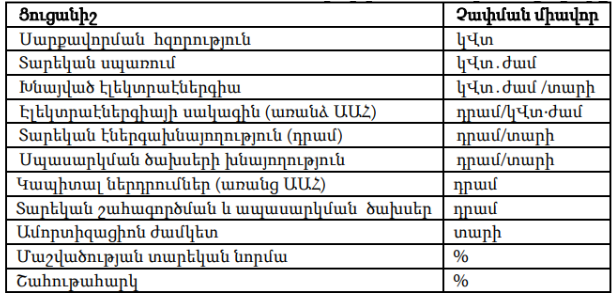 Ցուցանիշ Չափման միավոր
Սարքավորման հզորություն կՎտ
Տարեկան սպառում կՎտ.ժամ
Խնայված էլեկտրաէներգիա կՎտ.ժամ /տարի
Էլեկտրաէներգիայի սակագին (առանձ ԱԱՀ) դրամ/կՎտ·ժամ
Տարեկան էներգախնայողություն (դրամ) դրամ/տարի
Սպասարկման ծախսերի խնայողություն դրամ/տարի
Կապիտալ ներդրումներ (առանց ԱԱՀ) դրամ
Տարեկան շահագործման և ապասարկման ծախսեր դրամ
Ամորտիզացիոն ժամկետ տարի
Մաշվածության տարեկան նորմա %
Շահութահարկ %